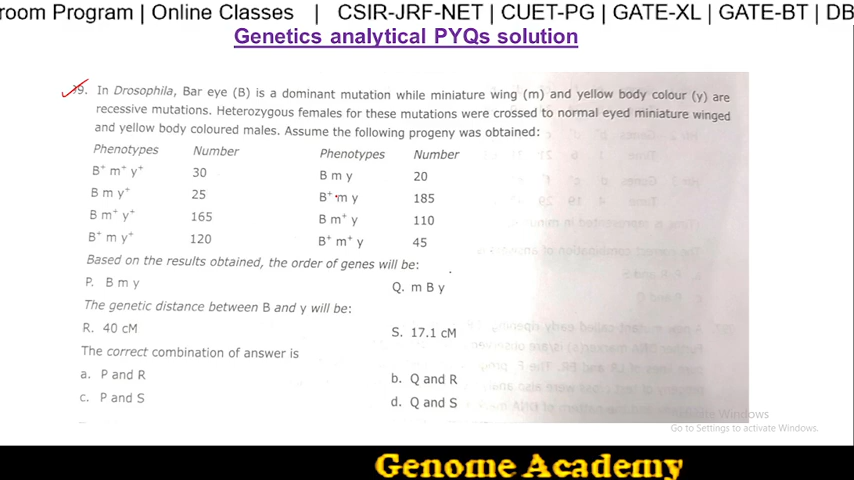 room Program | Online Classes | CSIR-JRF-NET | CUET-PG | GATE-XL | GATE-BT | DB
Genetics analytical PYQs solution
9. In Drosophila, Bar eye (B) is a dominant mutation while miniature wing (m) and yellow body colour (y) are
recessive mutations. Heterozygous females for these mutations were crossed to normal eyed miniature winged
and yellow body coloured males. Assume the following progeny was obtained:
Phenotypes Number Phenotypes Number
B⁺ m⁺ y⁺ 30 B m y 20
B m y⁺ 25 B⁺ m y 185
B m⁺ y⁺ 165 B m⁺ y 110
B⁺ m y⁺ 120 B⁺ m⁺ y 45
Based on the results obtained, the order of genes will be:
P. B m y Q. m B y
The genetic distance between B and y will be:
R. 40 cM S. 17.1 cM
The correct combination of answer is
a. P and R b. Q and R
c. P and S d. Q and S
Activate Windows
Go to Settings to activate Windows.
Genome Academy